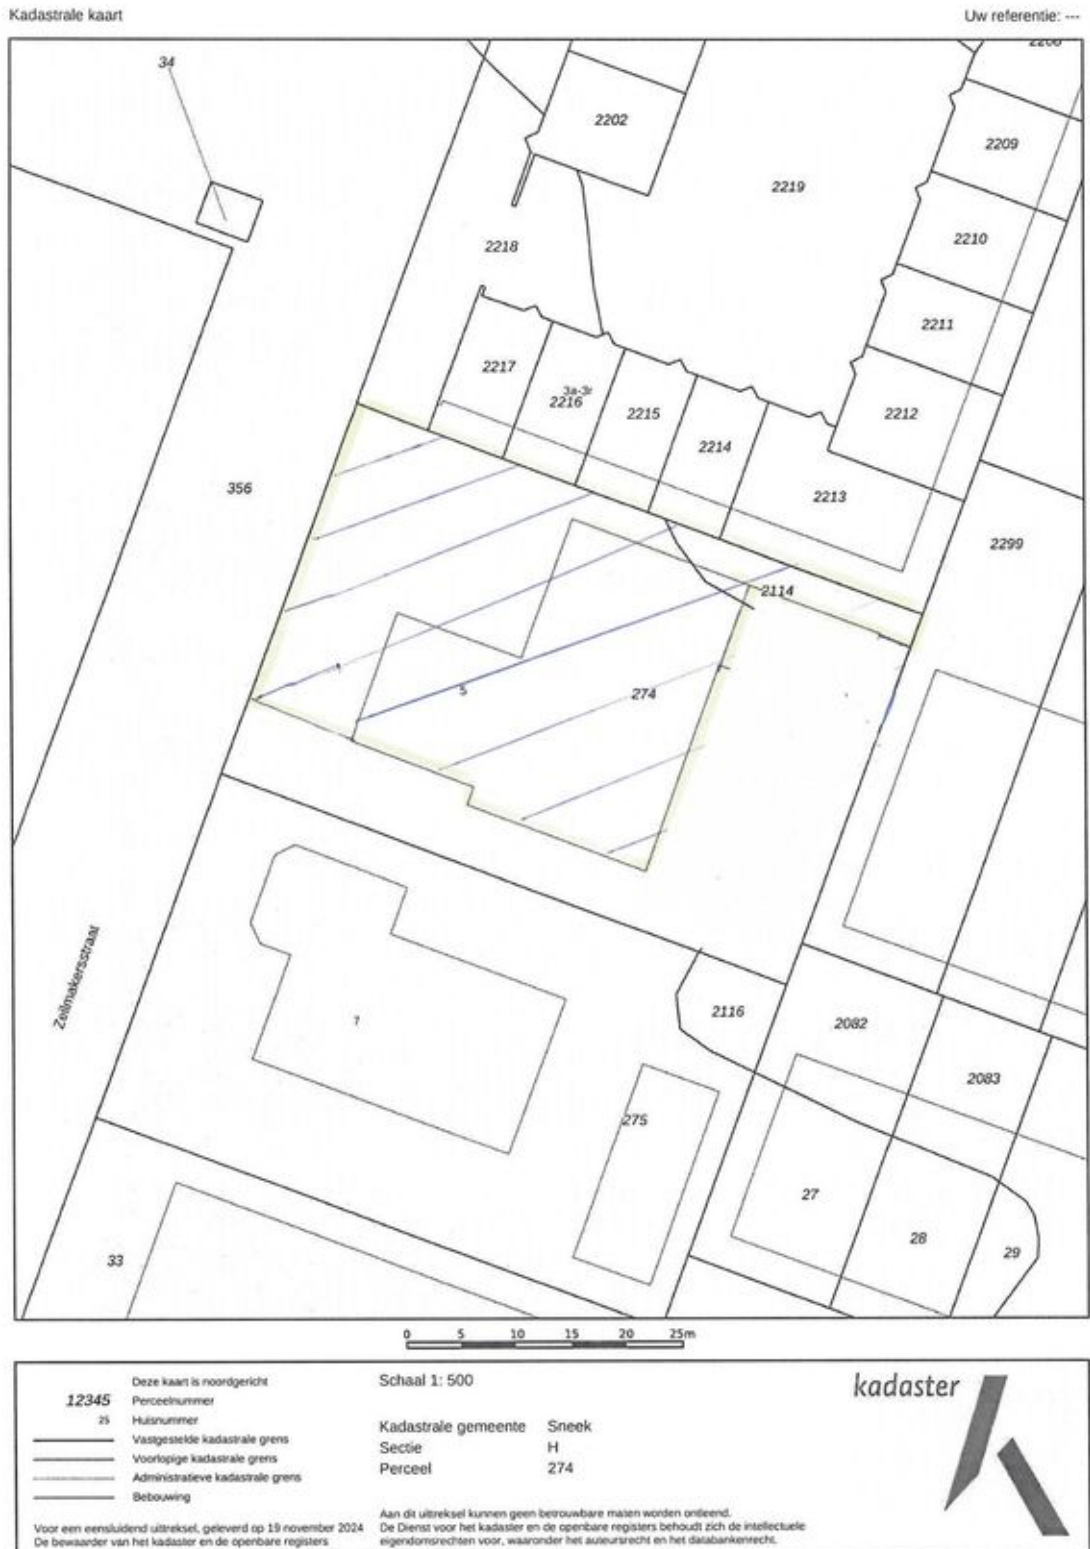 Kadastrale kaart
Uw referentie: ---
34
2202
2208
2209
2219
2210
2218
2211
2217
3a-3r
2216
2215
2212
2214
2213
356
2299
2114
274
5
Zeilmakersstraat
7
2116
2082
2083
275
27
28
33
29
0 5 10 15 20 25m
Deze kaart is noordgericht
12345 Perceelnummer
25 Huisnummer
Vastgestelde kadastrale grens
Voorlopige kadastrale grens
Administratieve kadastrale grens
Bebouwing
Voor een eensluidend uittreksel, geleverd op 19 november 2024
De bewaarder van het kadaster en de openbare registers
Schaal 1: 500
Kadastrale gemeente Sneek
Sectie H
Perceel 274
Aan dit uittreksel kunnen geen betrouwbare maten worden ontleend.
De Dienst voor het kadaster en de openbare registers behoudt zich de intellectuele
eigendomsrechten voor, waaronder het auteursrecht en het databankenrecht.
kadaster